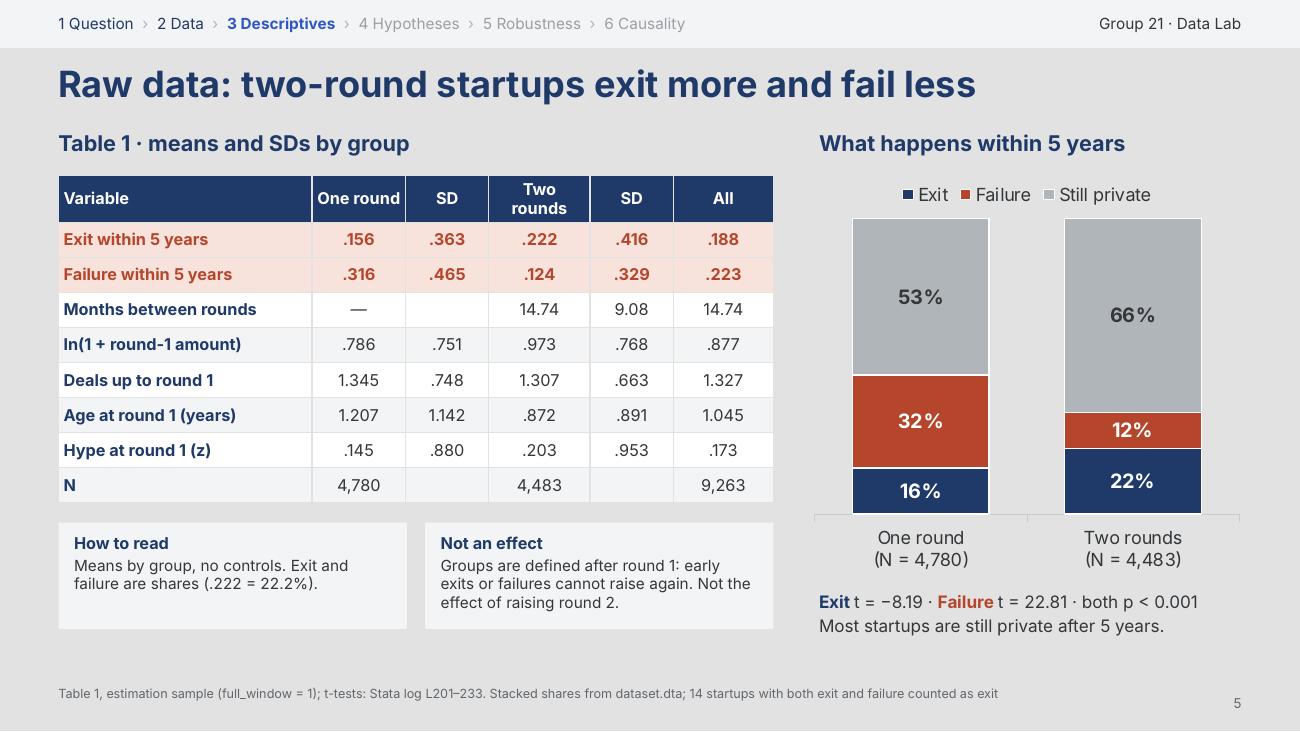 1 Question › 2 Data › 3 Descriptives › 4 Hypotheses › 5 Robustness › 6 Causality
Group 21 · Data Lab
Raw data: two-round startups exit more and fail less
Table 1 · means and SDs by group
Variable One round SD Two rounds SD All
Exit within 5 years .156 .363 .222 .416 .188
Failure within 5 years .316 .465 .124 .329 .223
Months between rounds — 14.74 9.08 14.74
ln(1 + round-1 amount) .786 .751 .973 .768 .877
Deals up to round 1 1.345 .748 1.307 .663 1.327
Age at round 1 (years) 1.207 1.142 .872 .891 1.045
Hype at round 1 (z) .145 .880 .203 .953 .173
N 4,780 4,483 9,263
How to read
Means by group, no controls. Exit and
failure are shares (.222 = 22.2%).
Not an effect
Groups are defined after round 1: early
exits or failures cannot raise again. Not the
effect of raising round 2.
What happens within 5 years
Exit Failure Still private
53%
32%
16%
66%
12%
22%
One round
(N = 4,780)
Two rounds
(N = 4,483)
Exit t = −8.19 · Failure t = 22.81 · both p < 0.001
Most startups are still private after 5 years.
Table 1, estimation sample (full_window = 1); t-tests: Stata log L201–233. Stacked shares from dataset.dta; 14 startups with both exit and failure counted as exit
5